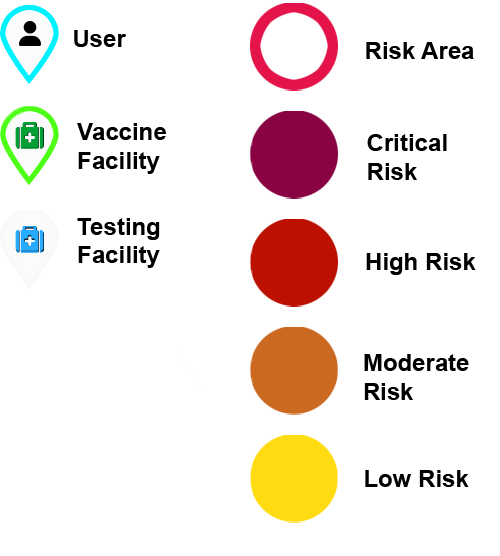 User
Vaccine
Facility
Testing
Facility
Risk Area
Critical
Risk
High Risk
Moderate
Risk
Low Risk